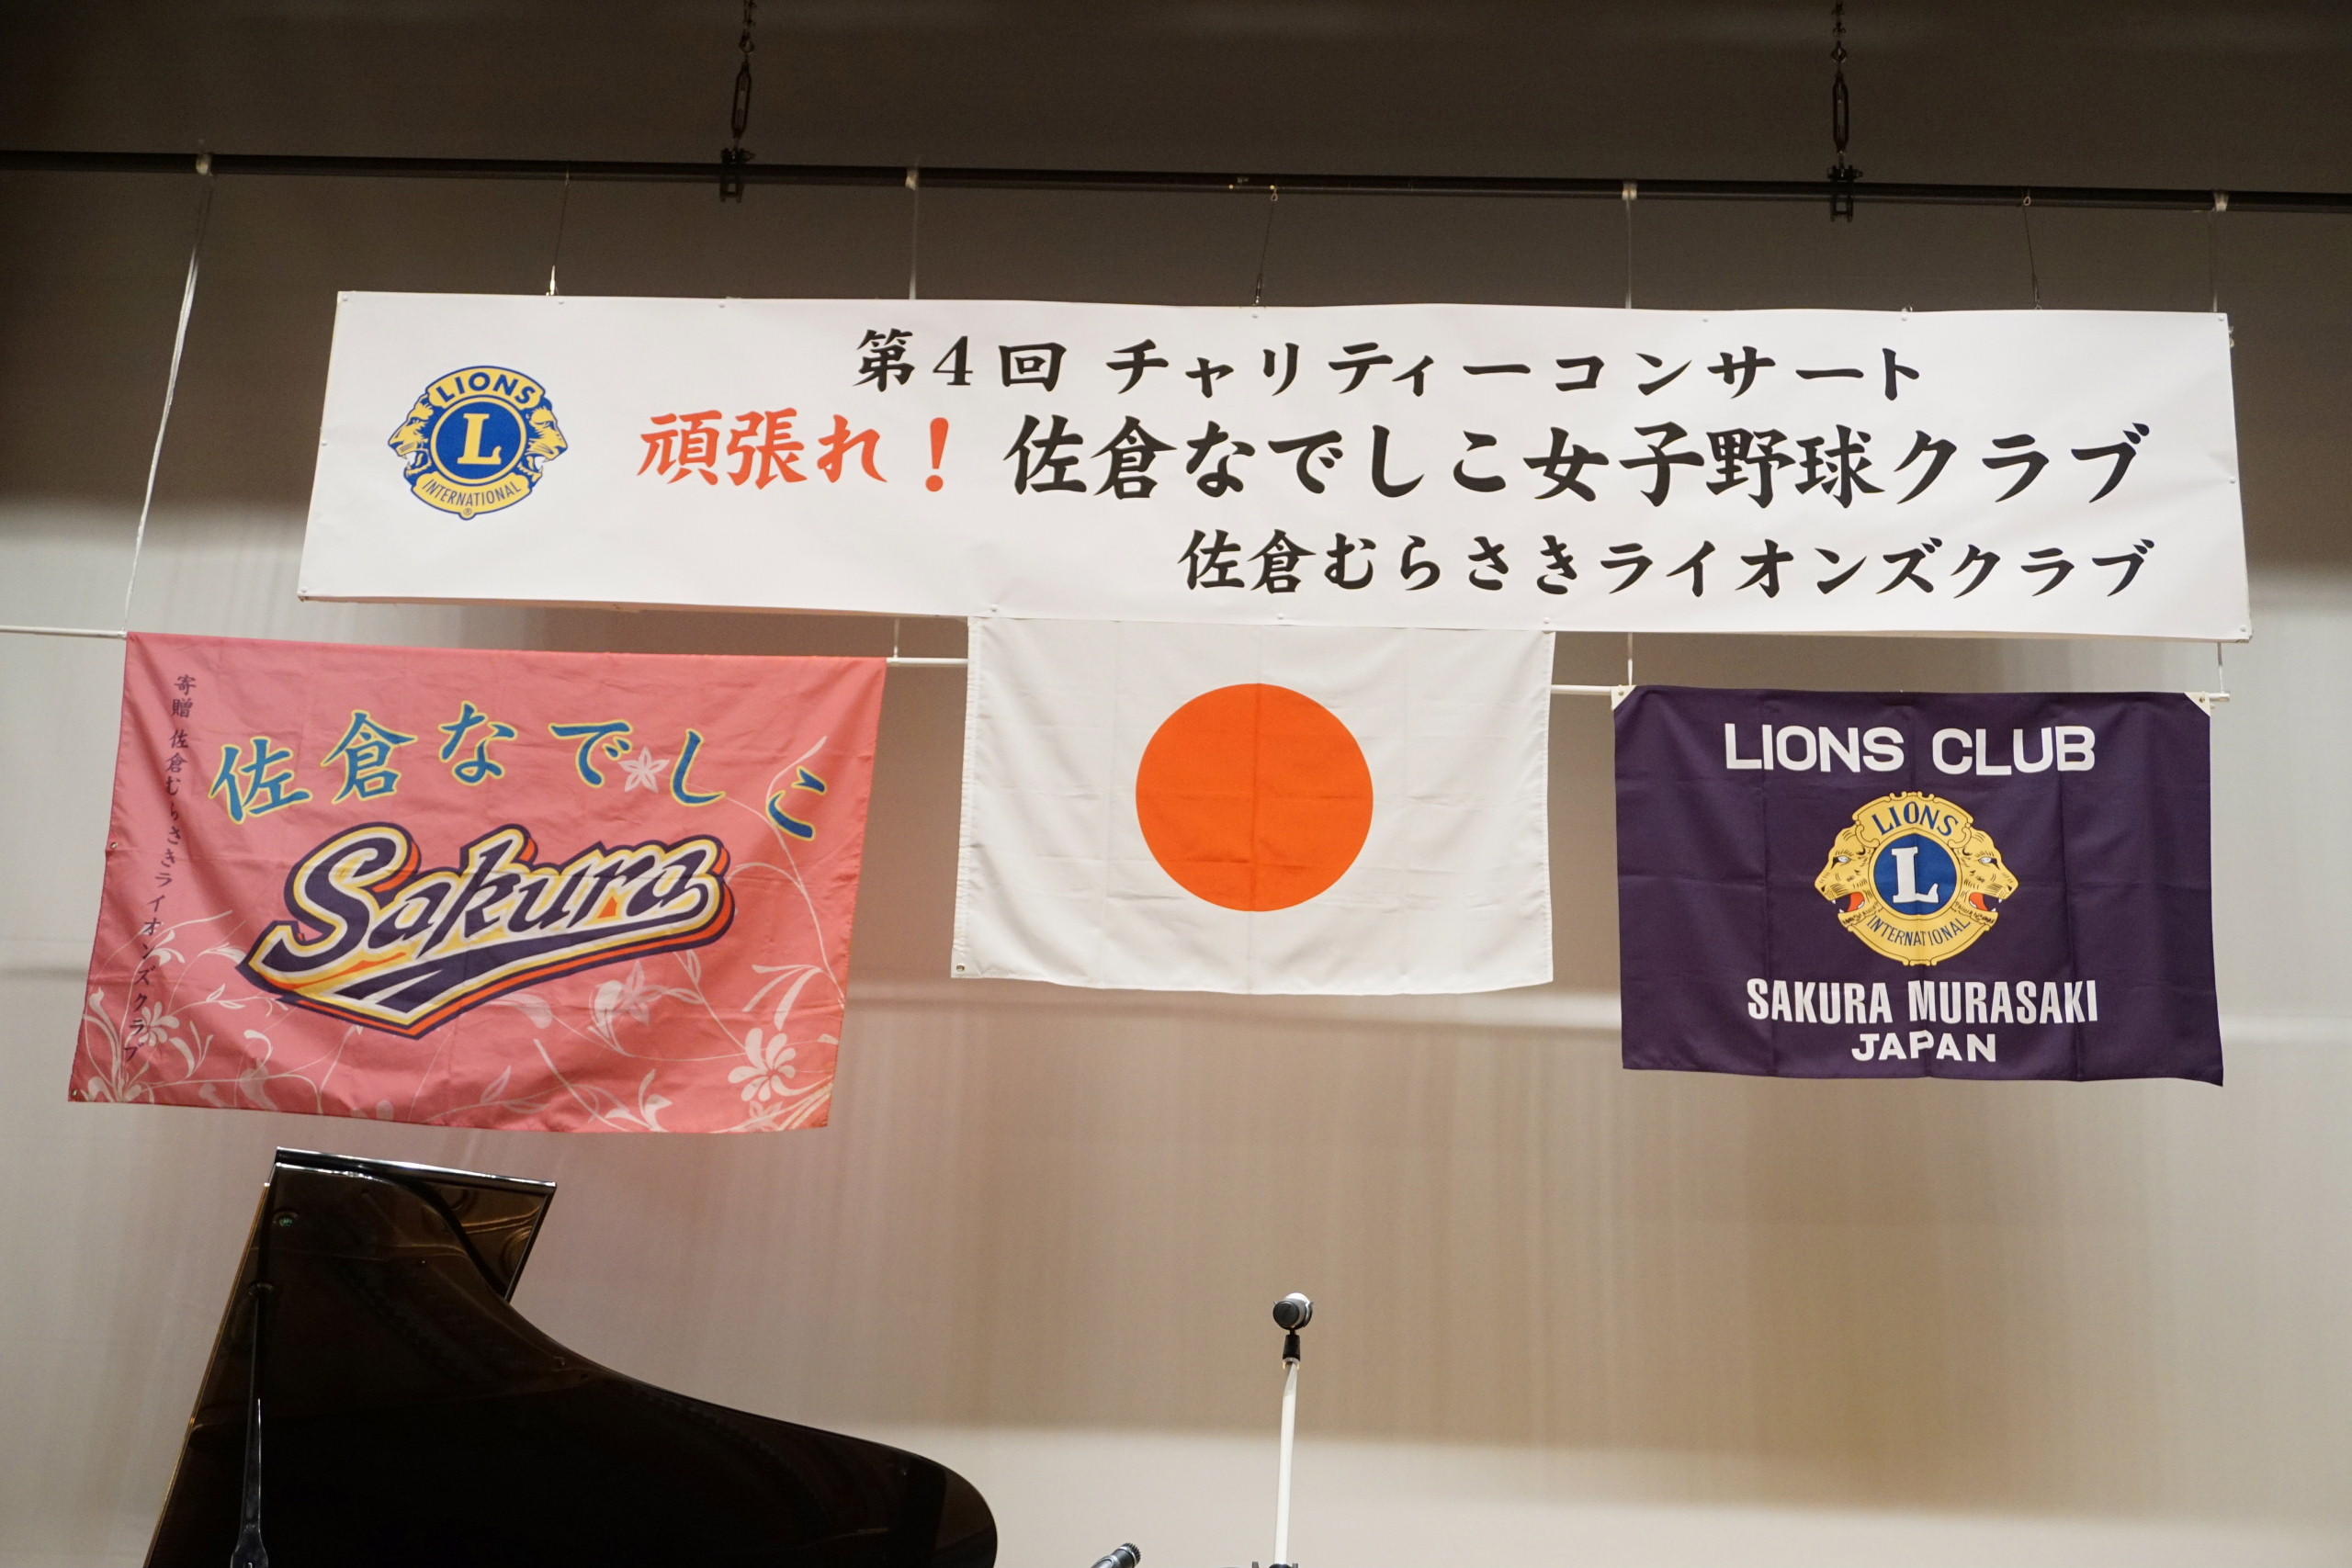 第4回 チャリティーコンサート
頑張れ！ 佐倉なでしこ女子野球クラブ
佐倉むらさきライオンズクラブ
LIONS
L
INTERNATIONAL
®
寄贈 佐倉むらさきライオンズクラブ
佐倉なでしこ
Sakura
LIONS CLUB
LIONS
L
INTERNATIONAL
SAKURA MURASAKI
JAPAN